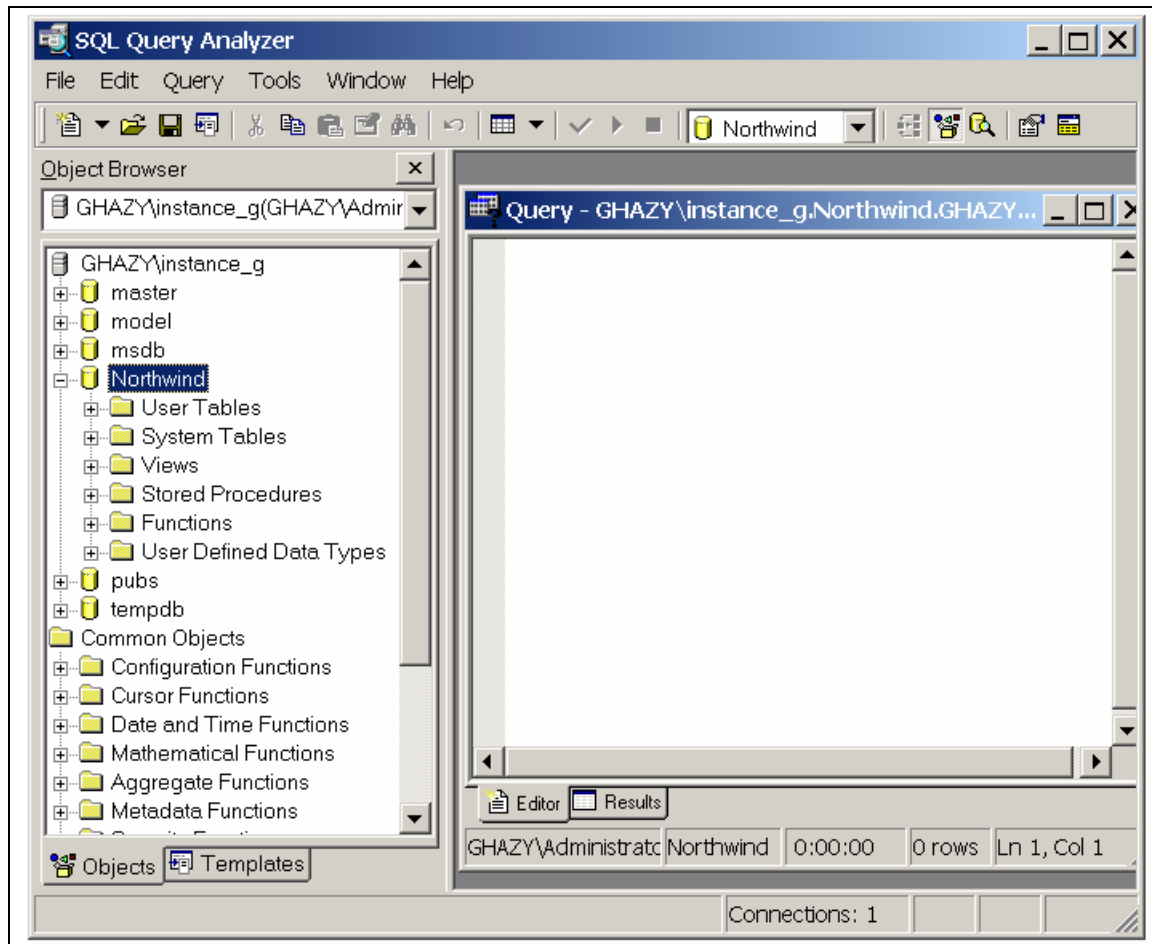 SQL Query Analyzer
File Edit Query Tools Window Help
Northwind
Object Browser
GHAZY\instance_g(GHAZY\Admir
GHAZY\instance_g
master
model
msdb
Northwind
User Tables
System Tables
Views
Stored Procedures
Functions
User Defined Data Types
pubs
tempdb
Common Objects
Configuration Functions
Cursor Functions
Date and Time Functions
Mathematical Functions
Aggregate Functions
Metadata Functions
Objects Templates
Query - GHAZY\instance_g.Northwind.GHAZY...
Editor Results
GHAZY\Administratc Northwind 0:00:00 0 rows Ln 1, Col 1
Connections: 1